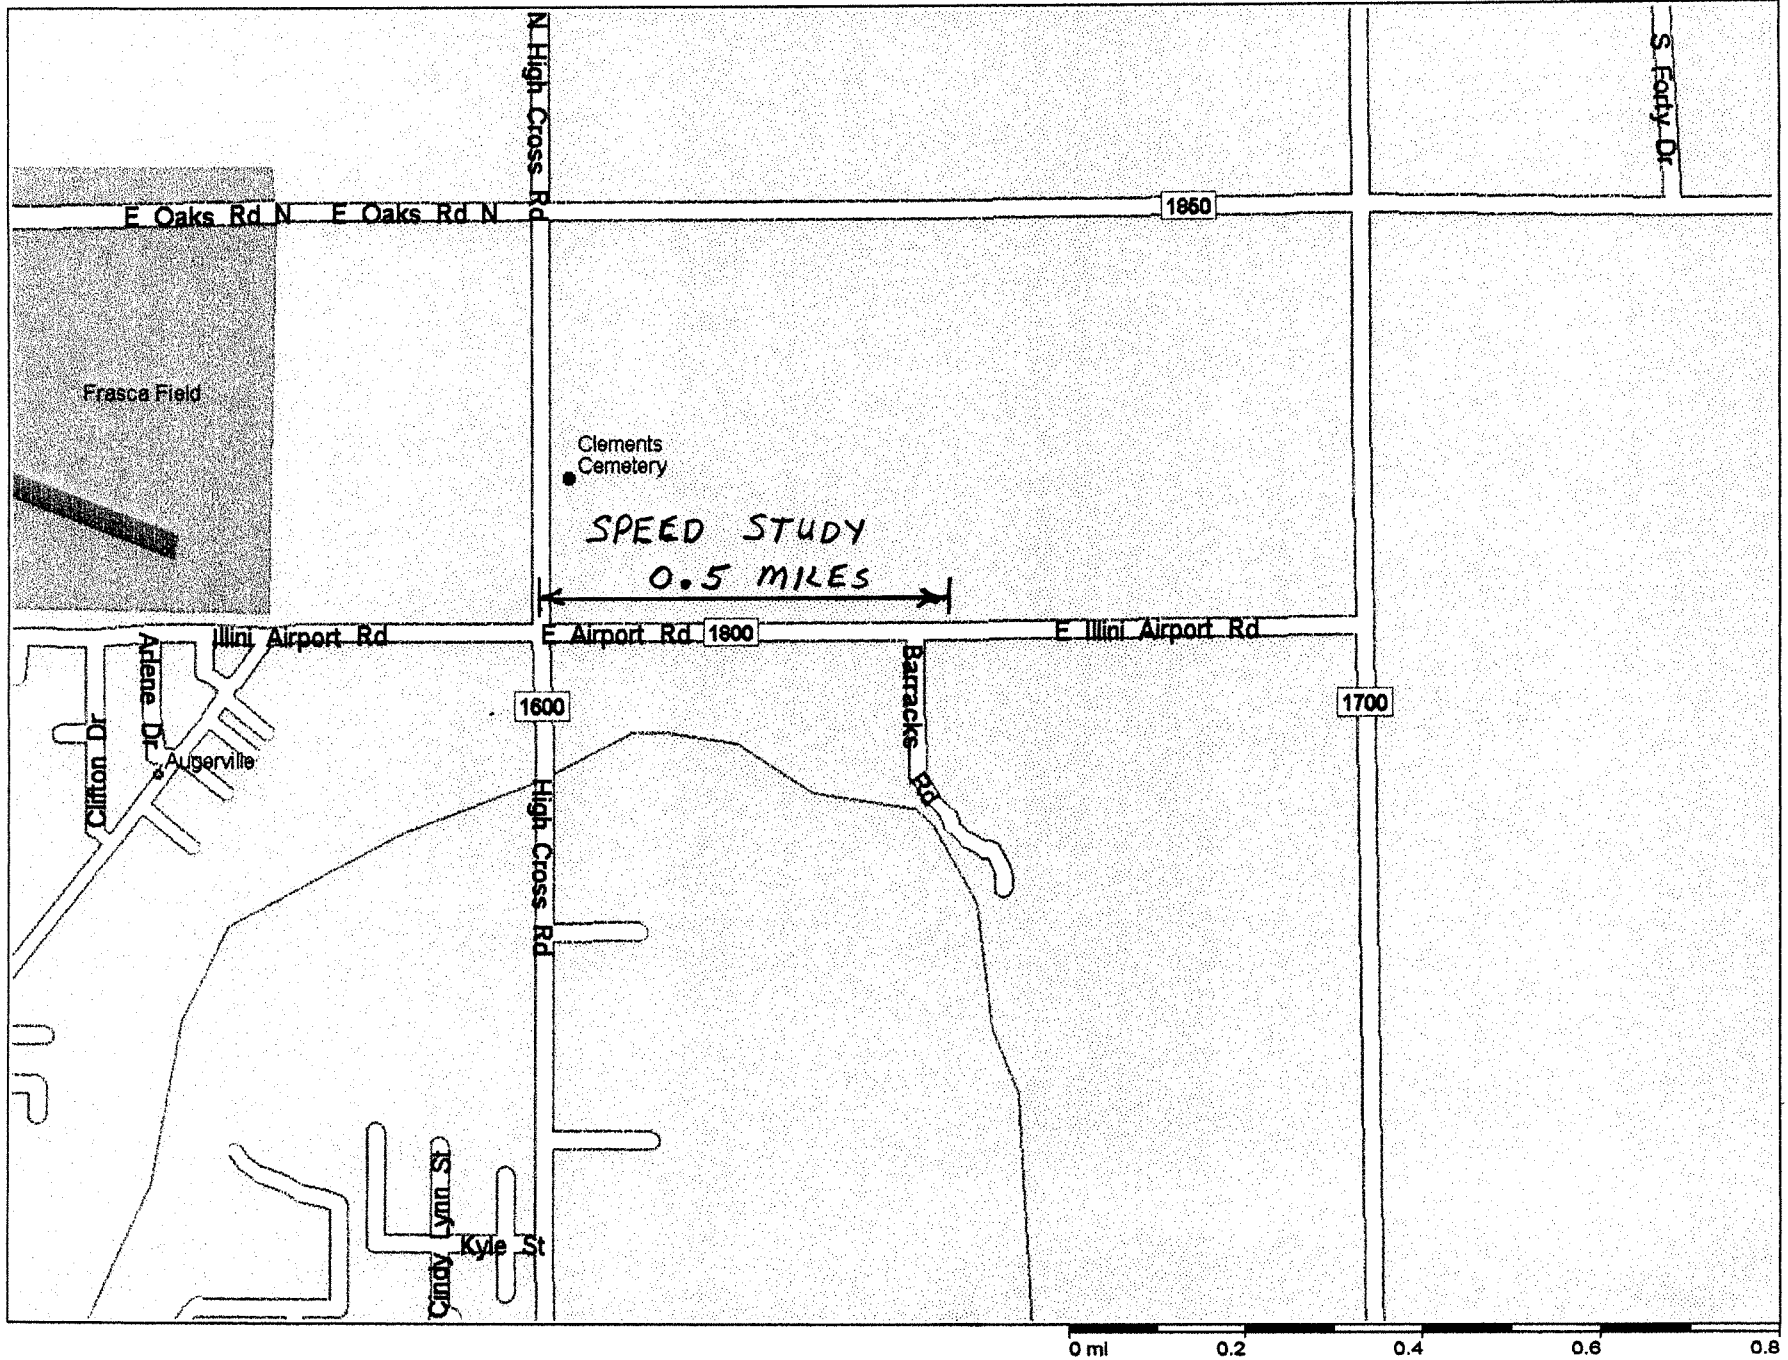 N High Cross Rd
S Forty Dr
E Oaks Rd N
E Oaks Rd N
1850
Frasca Field
Clements
Cemetery
SPEED STUDY
0.5 MILES
Illini Airport Rd
E Airport Rd
1800
E Illini Airport Rd
Arlene Dr
Clifton Dr
Augerville
1600
Barracks Rd
1700
High Cross Rd
Cindy Lynn St
Kyle St
0 mi
0.2
0.4
0.6
0.8